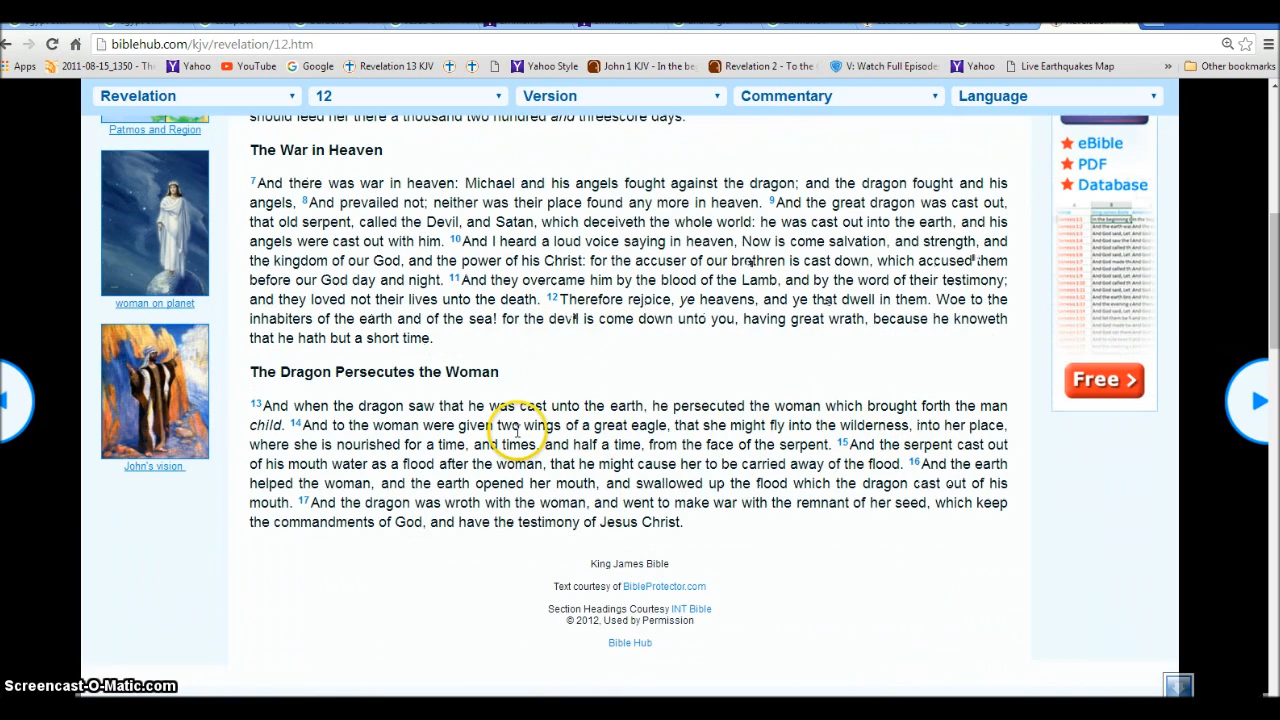 biblehub.com/kjv/revelation/12.htm
Apps 2011-08-15_1350 - The Yahoo YouTube Google Revelation 13 KJV Yahoo Style John 1 KJV - In the be Revelation 2 - To the V: Watch Full Episode Yahoo Live Earthquakes Map » Other bookmarks
Revelation 12 Version Commentary Language
should feed her there a thousand two hundred and threescore days.
Patmos and Region
The War in Heaven
7And there was war in heaven: Michael and his angels fought against the dragon; and the dragon fought and his
angels, 8And prevailed not; neither was their place found any more in heaven. 9And the great dragon was cast out,
that old serpent, called the Devil, and Satan, which deceiveth the whole world: he was cast out into the earth, and his
angels were cast out with him. 10And I heard a loud voice saying in heaven, Now is come salvation, and strength, and
the kingdom of our God, and the power of his Christ: for the accuser of our brethren is cast down, which accused them
before our God day and night. 11And they overcame him by the blood of the Lamb, and by the word of their testimony;
and they loved not their lives unto the death. 12Therefore rejoice, ye heavens, and ye that dwell in them. Woe to the
inhabiters of the earth and of the sea! for the devil is come down unto you, having great wrath, because he knoweth
that he hath but a short time.
woman on planet
The Dragon Persecutes the Woman
13And when the dragon saw that he was cast unto the earth, he persecuted the woman which brought forth the man
child. 14And to the woman were given two wings of a great eagle, that she might fly into the wilderness, into her place,
where she is nourished for a time, and times, and half a time, from the face of the serpent. 15And the serpent cast out
of his mouth water as a flood after the woman, that he might cause her to be carried away of the flood. 16And the earth
helped the woman, and the earth opened her mouth, and swallowed up the flood which the dragon cast out of his
mouth. 17And the dragon was wroth with the woman, and went to make war with the remnant of her seed, which keep
the commandments of God, and have the testimony of Jesus Christ.
John's vision
eBible
PDF
Database
Free >
King James Bible
Text courtesy of BibleProtector.com
Section Headings Courtesy INT Bible
© 2012, Used by Permission
Bible Hub
Screencast-O-Matic.com